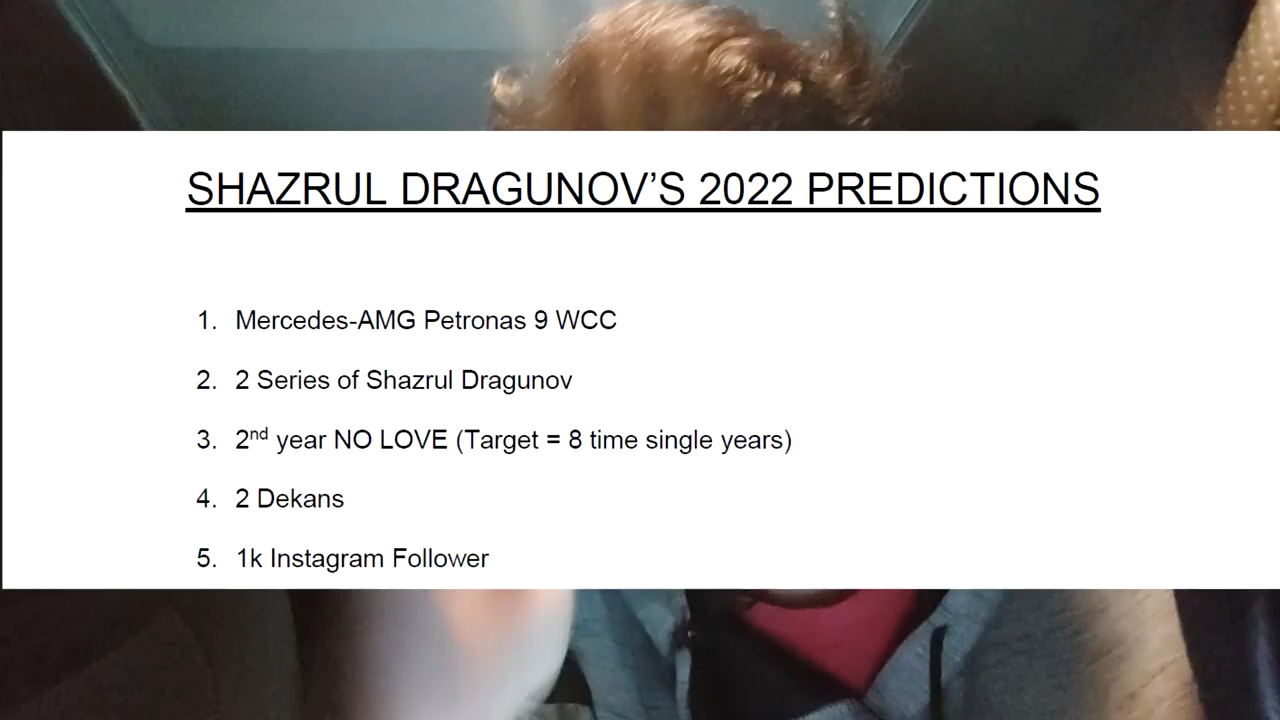 SHAZRUL DRAGUNOV’S 2022 PREDICTIONS
1. Mercedes-AMG Petronas 9 WCC
2. 2 Series of Shazrul Dragunov
3. 2nd year NO LOVE (Target = 8 time single years)
4. 2 Dekans
5. 1k Instagram Follower